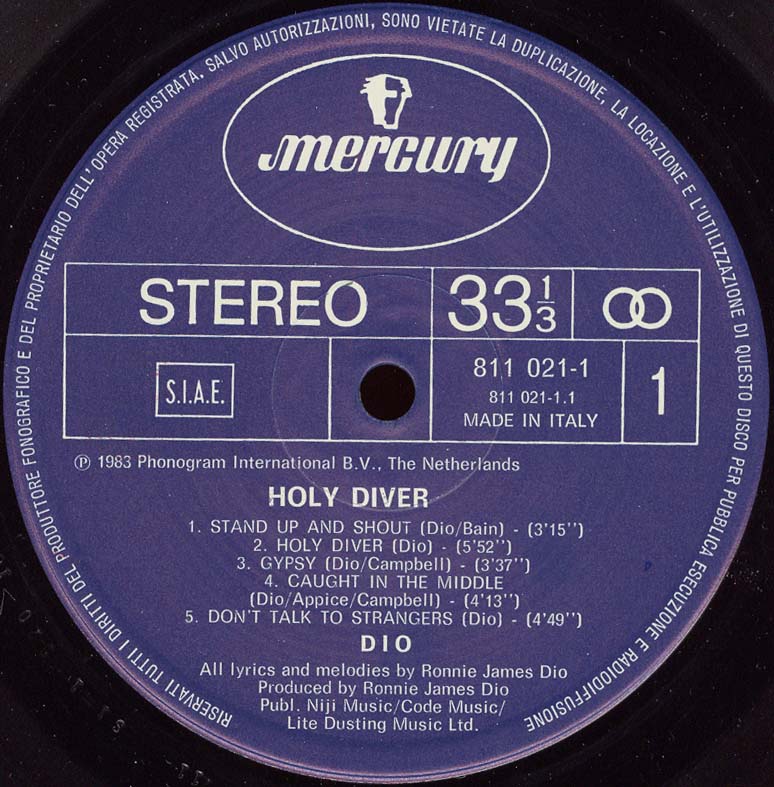 RISERVATI TUTTI I DIRITTI DEL PRODUTTORE FONOGRAFICO E DEL PROPRIETARIO DELL'OPERA REGISTRATA. SALVO AUTORIZZAZIONI, SONO VIETATE LA DUPLICAZIONE, LA LOCAZIONE E L'UTILIZZAZIONE DI QUESTO DISCO PER PUBBLICA ESECUZIONE E RADIODIFFUSIONE
mercury
STEREO 33 1/3
S.I.A.E.
811 021-1
811 021-1.1
MADE IN ITALY
1
℗ 1983 Phonogram International B.V., The Netherlands
HOLY DIVER
1. STAND UP AND SHOUT (Dio/Bain) - (3'15'')
2. HOLY DIVER (Dio) - (5'52'')
3. GYPSY (Dio/Campbell) - (3'37'')
4. CAUGHT IN THE MIDDLE
(Dio/Appice/Campbell) - (4'13'')
5. DON'T TALK TO STRANGERS (Dio) - (4'49'')
DIO
All lyrics and melodies by Ronnie James Dio
Produced by Ronnie James Dio
Publ. Niji Music/Code Music/
Lite Dusting Music Ltd.